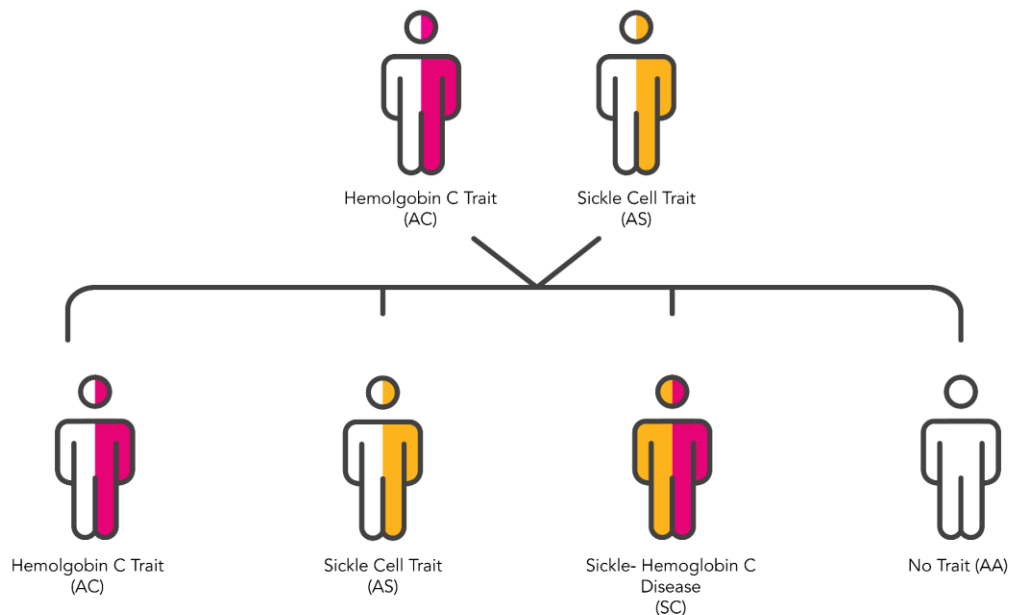 Hemolgobin C Trait
(AC)
Sickle Cell Trait
(AS)
Hemolgobin C Trait
(AC)
Sickle Cell Trait
(AS)
Sickle- Hemoglobin C
Disease
(SC)
No Trait (AA)